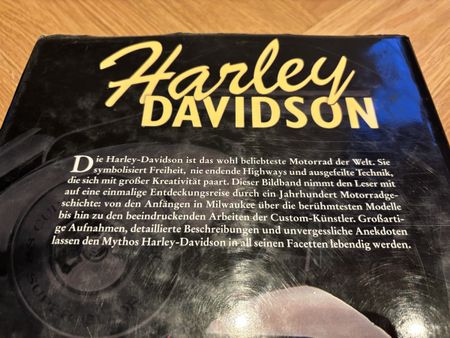 Harley
DAVIDSON
Die Harley-Davidson ist das wohl beliebteste Motorrad der Welt. Sie
symbolisiert Freiheit, nie endende Highways und ausgefeilte Technik,
die sich mit großer Kreativität paart. Dieser Bildband nimmt den Leser mit
auf eine einmalige Entdeckungsreise durch ein Jahrhundert Motorradge-
schichte: von den Anfängen in Milwaukee über die berühmtesten Modelle
bis hin zu den beeindruckenden Arbeiten der Custom-Künstler. Großarti-
ge Aufnahmen, detaillierte Beschreibungen und unvergessliche Anekdoten
lassen den Mythos Harley-Davidson in all seinen Facetten lebendig werden.